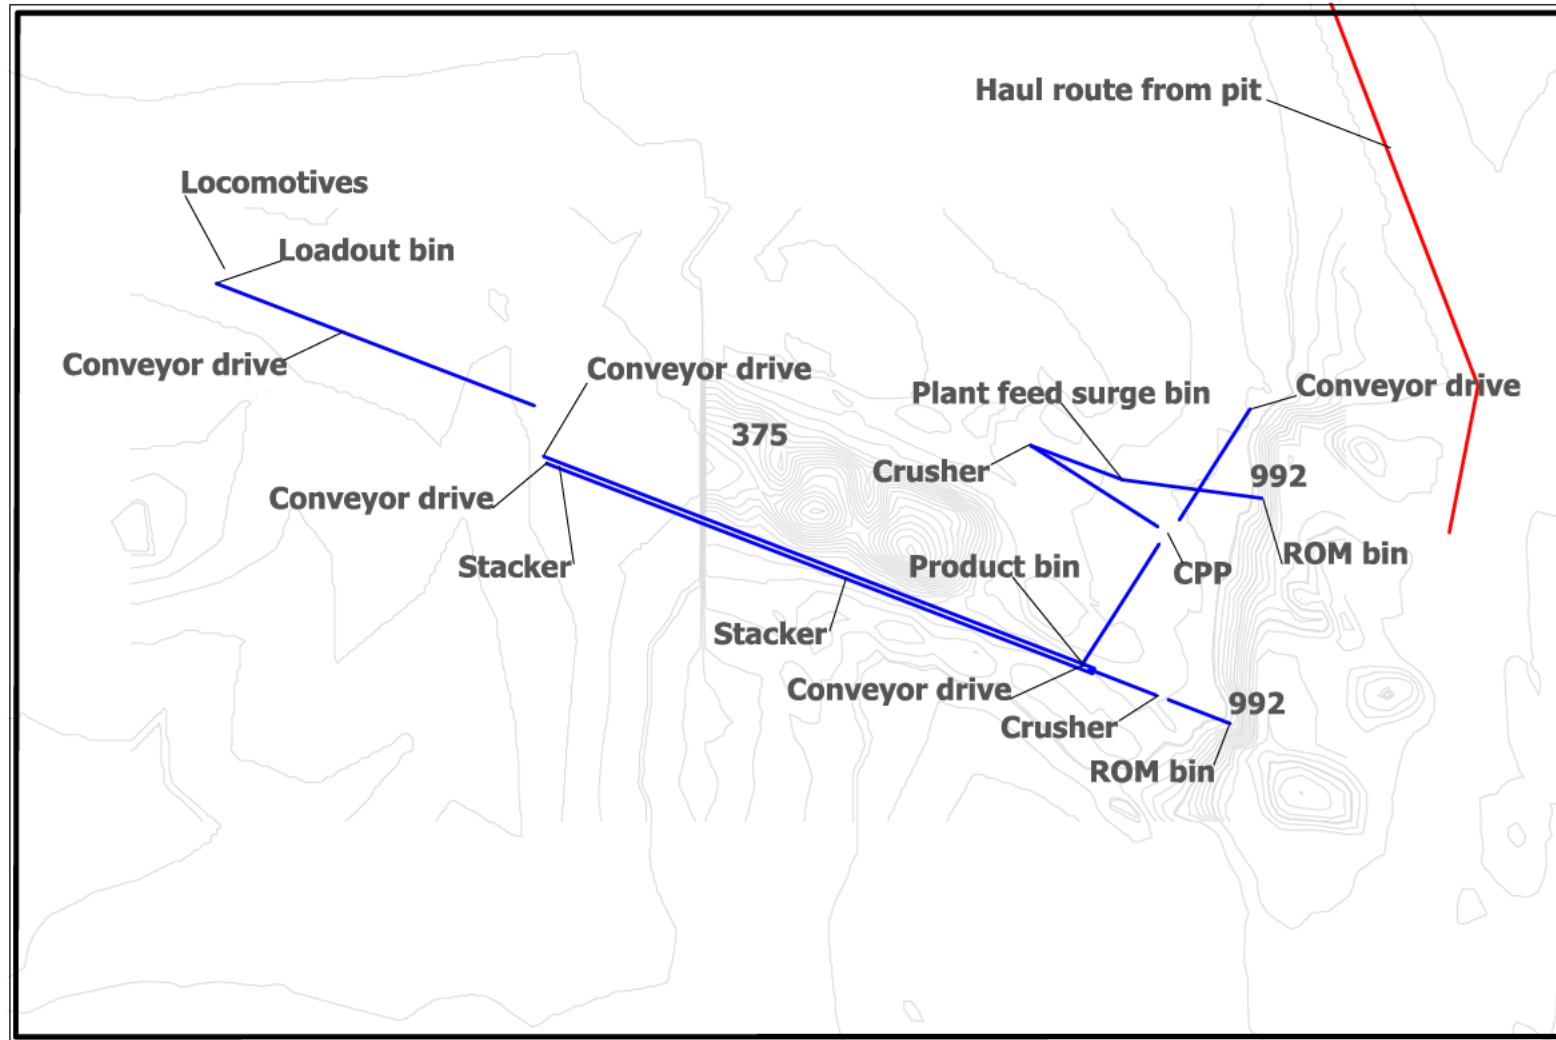 Haul route from pit
Locomotives
Loadout bin
Conveyor drive
Conveyor drive
Plant feed surge bin
Conveyor drive
375
Crusher
992
Conveyor drive
Stacker
Product bin
CPP
ROM bin
Stacker
Conveyor drive
992
Crusher
ROM bin